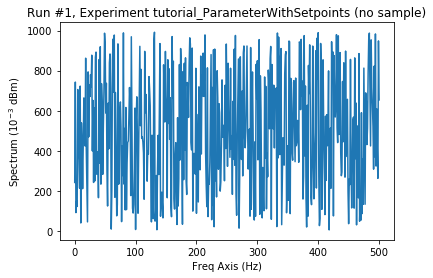 Run #1, Experiment tutorial_ParameterWithSetpoints (no sample)
1000
800
600
400
200
0
Spectrum (10⁻³ dBm)
0 100 200 300 400 500
Freq Axis (Hz)